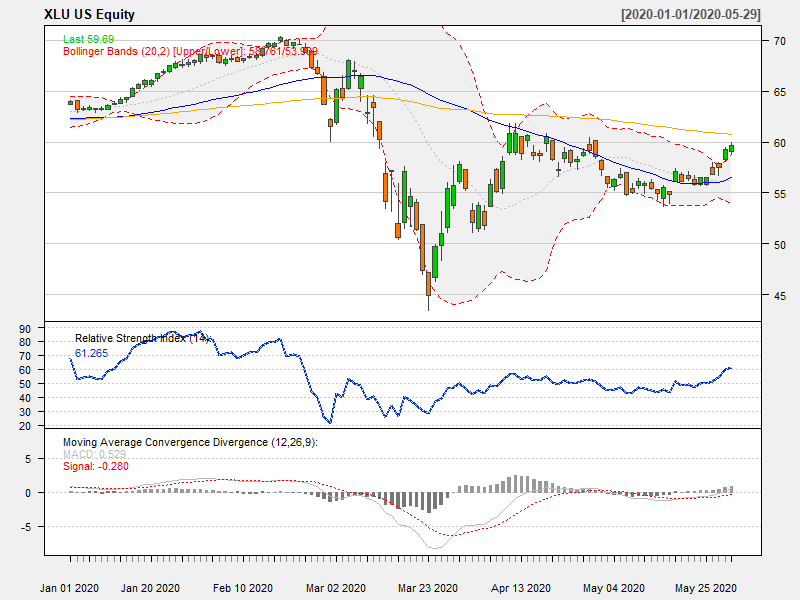 XLU US Equity
[2020-01-01/2020-05-29]
Last 59.69
Bollinger Bands (20,2) [Upper/Lower]:
70
65
60
55
50
45
Relative Strength Index (14):
61.265
90
80
70
60
50
40
30
20
Moving Average Convergence Divergence (12,26,9):
MACD: 0.529
Signal: -0.280
5
0
-5
Jan 01 2020
Jan 20 2020
Feb 10 2020
Mar 02 2020
Mar 23 2020
Apr 13 2020
May 04 2020
May 25 2020